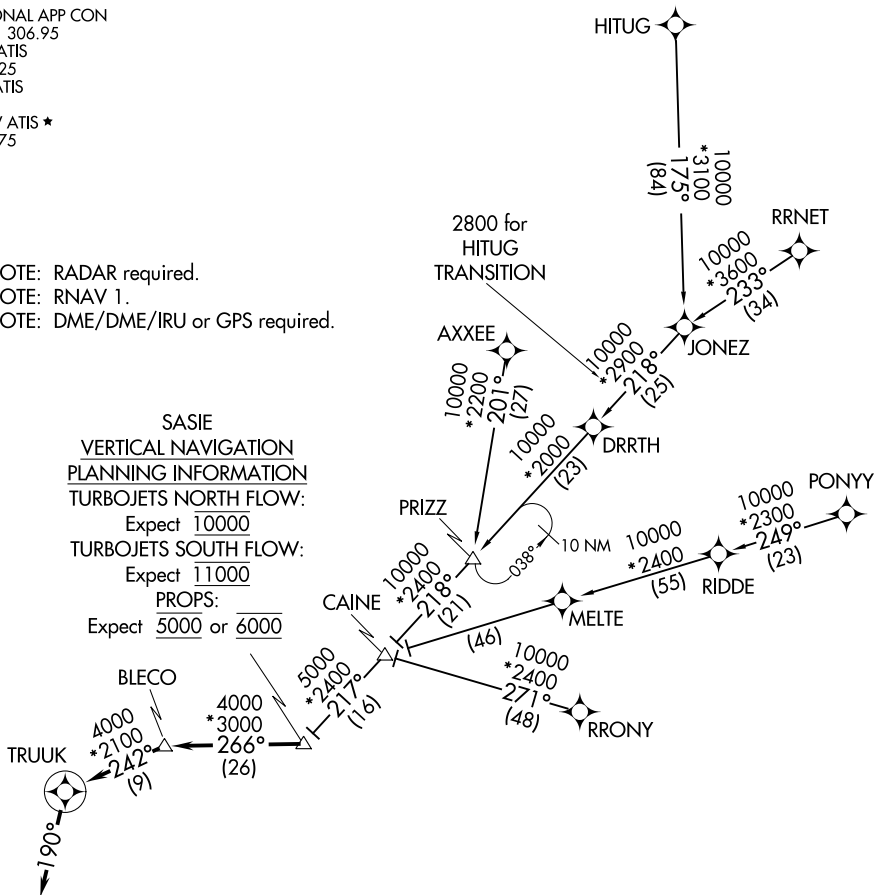 ONAL APP CON
306.95
ATIS
25
ATIS
ATIS ★
75
HITUG
10000
*3100
175°
(84)
RRNET
10000
*3600
233°
(34)
2800 for
HITUG
TRANSITION
OTE: RADAR required.
OTE: RNAV 1.
OTE: DME/DME/IRU or GPS required.
AXXEE
10000
*2200
201°
(27)
JONEZ
10000
*2900
218°
(25)
DRRTH
10000
*2000
(23)
SASIE
VERTICAL NAVIGATION
PLANNING INFORMATION
TURBOJETS NORTH FLOW:
Expect 10000
TURBOJETS SOUTH FLOW:
Expect 11000
PROPS:
Expect 5000 or 6000
PRIZZ
038°
10 NM
PONYY
10000
*2300
249°
(23)
RIDDE
10000
*2400
(55)
MELTE
(46)
10000
*2400
218°
(21)
CAINE
10000
*2400
271°
(48)
RRONY
5000
*2400
217°
(16)
BLECO
4000
*3000
266°
(26)
4000
*2100
242°
(9)
TRUUK
190°